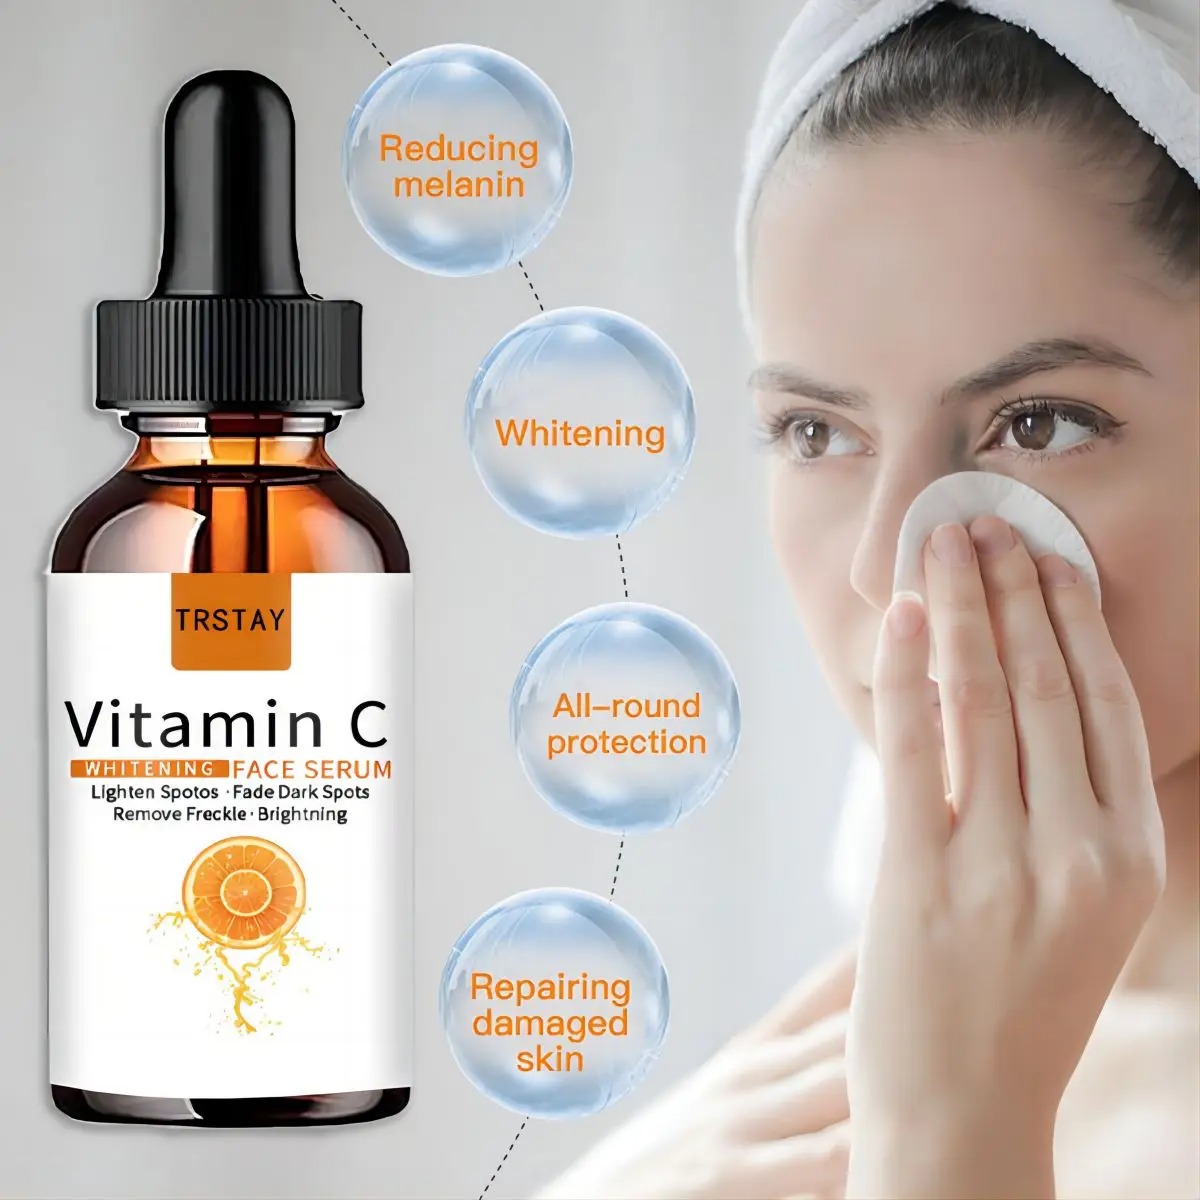 Reducing
melanin
Whitening
All-round
protection
Repairing
damaged
skin
TRSTAY
Vitamin C
WHITENING FACE SERUM
Lighten Spotos · Fade Dark Spots
Remove Freckle · Brightning